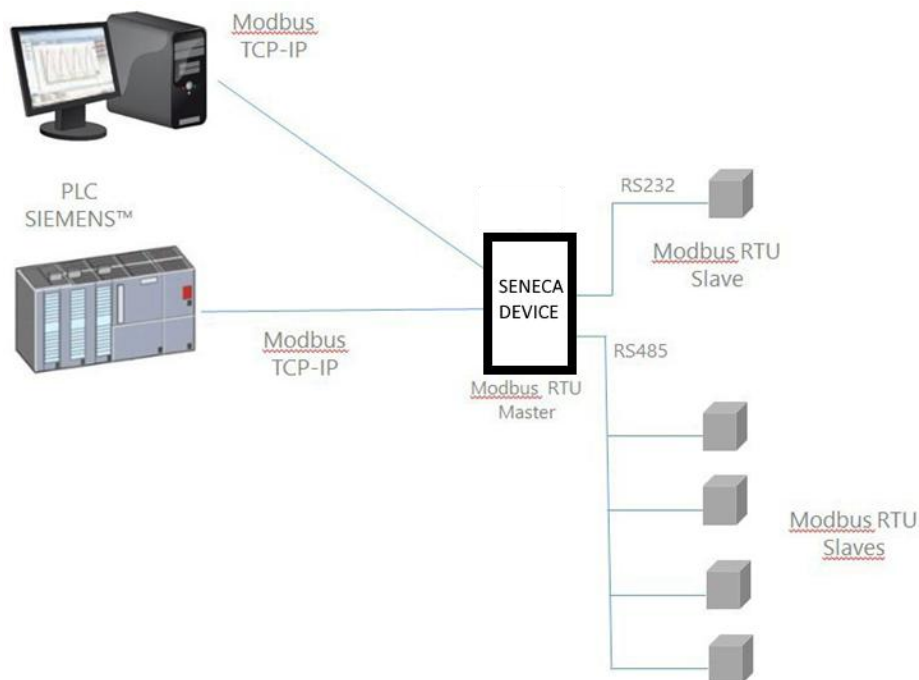 Modbus
TCP-IP
PLC
SIEMENS™
Modbus
TCP-IP
SENECA
DEVICE
Modbus RTU
Master
RS232
Modbus RTU
Slave
RS485
Modbus RTU
Slaves